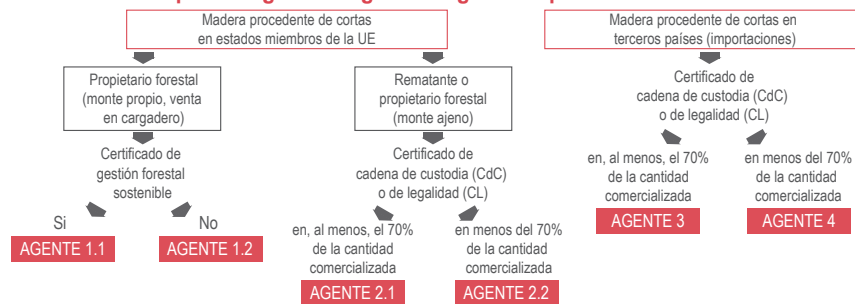 Madera procedente de cortas
en estados miembros de la UE
Madera procedente de cortas en
terceros países (importaciones)
Propietario forestal
(monte propio, venta
en cargadero)
Rematante o
propietario forestal
(monte ajeno)
Certificado de
cadena de custodia (CdC)
o de legalidad (CL)
Certificado de
gestión forestal
sostenible
Certificado de
cadena de custodia (CdC)
o de legalidad (CL)
en, al menos, el 70%
de la cantidad
comercializada
en menos del 70%
de la cantidad
comercializada
AGENTE 3
AGENTE 4
Si
No
AGENTE 1.1
AGENTE 1.2
en, al menos, el 70%
de la cantidad
comercializada
en menos del 70%
de la cantidad
comercializada
AGENTE 2.1
AGENTE 2.2